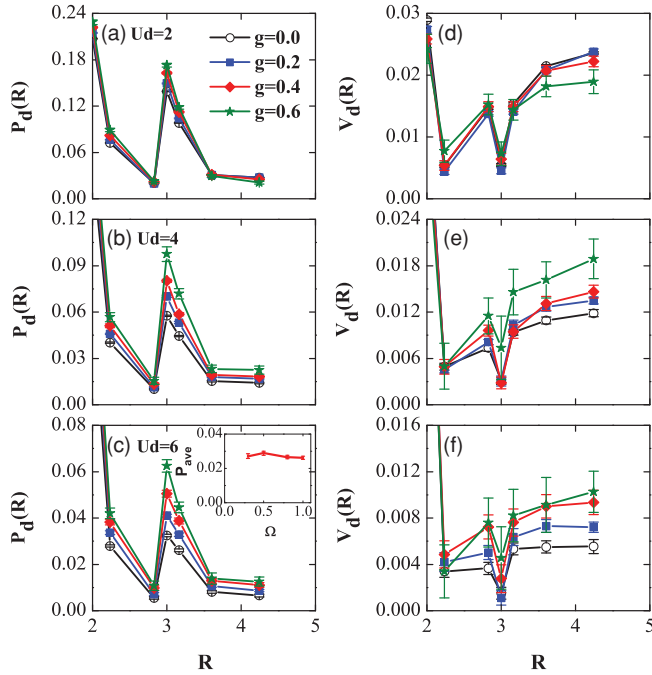 (a) Ud=2
g=0.0
g=0.2
g=0.4
g=0.6
P_d(R)
0.24
0.18
0.12
0.06
0.00
(d)
V_d(R)
0.03
0.02
0.01
0.00
(b) Ud=4
P_d(R)
0.12
0.09
0.06
0.03
0.00
(e)
V_d(R)
0.024
0.018
0.012
0.006
0.000
(c) Ud=6
P_d(R)
0.08
0.06
0.04
0.02
0.00
2 3 4 5
R
P_ave
0.04
0.02
0.00
0.0 0.5 1.0
Ω
(f)
V_d(R)
0.016
0.012
0.008
0.004
0.000
2 3 4 5
R